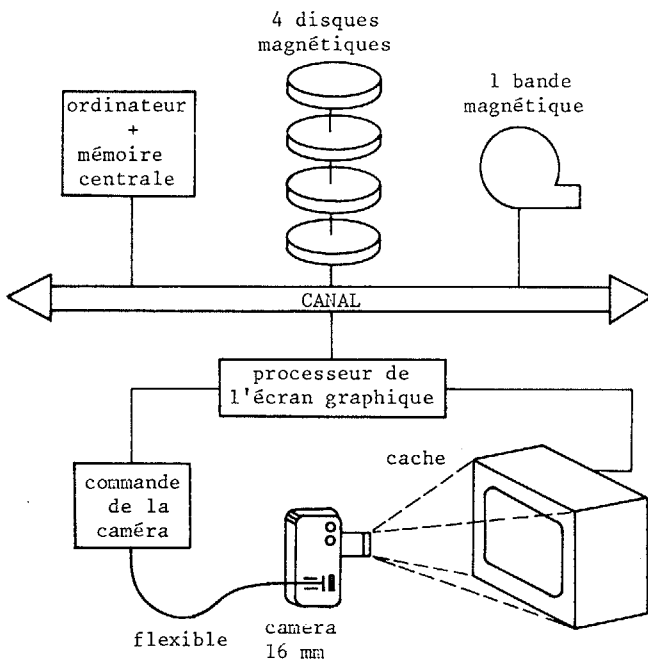 4 disques
magnétiques
1 bande
magnétique
ordinateur
+
mémoire
centrale
CANAL
processeur de
l'écran graphique
cache
commande
de la
caméra
flexible
caméra
16 mm